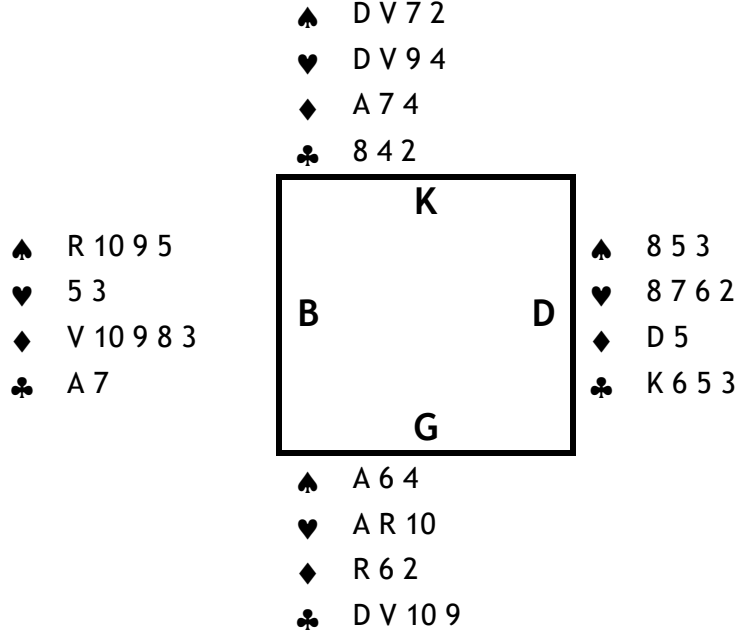 ♠ D V 7 2
♥ D V 9 4
♦ A 7 4
♣ 8 4 2
K
♠ R 10 9 5
♥ 5 3
♦ V 10 9 8 3
♣ A 7
B
D
♠ 8 5 3
♥ 8 7 6 2
♦ D 5
♣ K 6 5 3
G
♠ A 6 4
♥ A R 10
♦ R 6 2
♣ D V 10 9